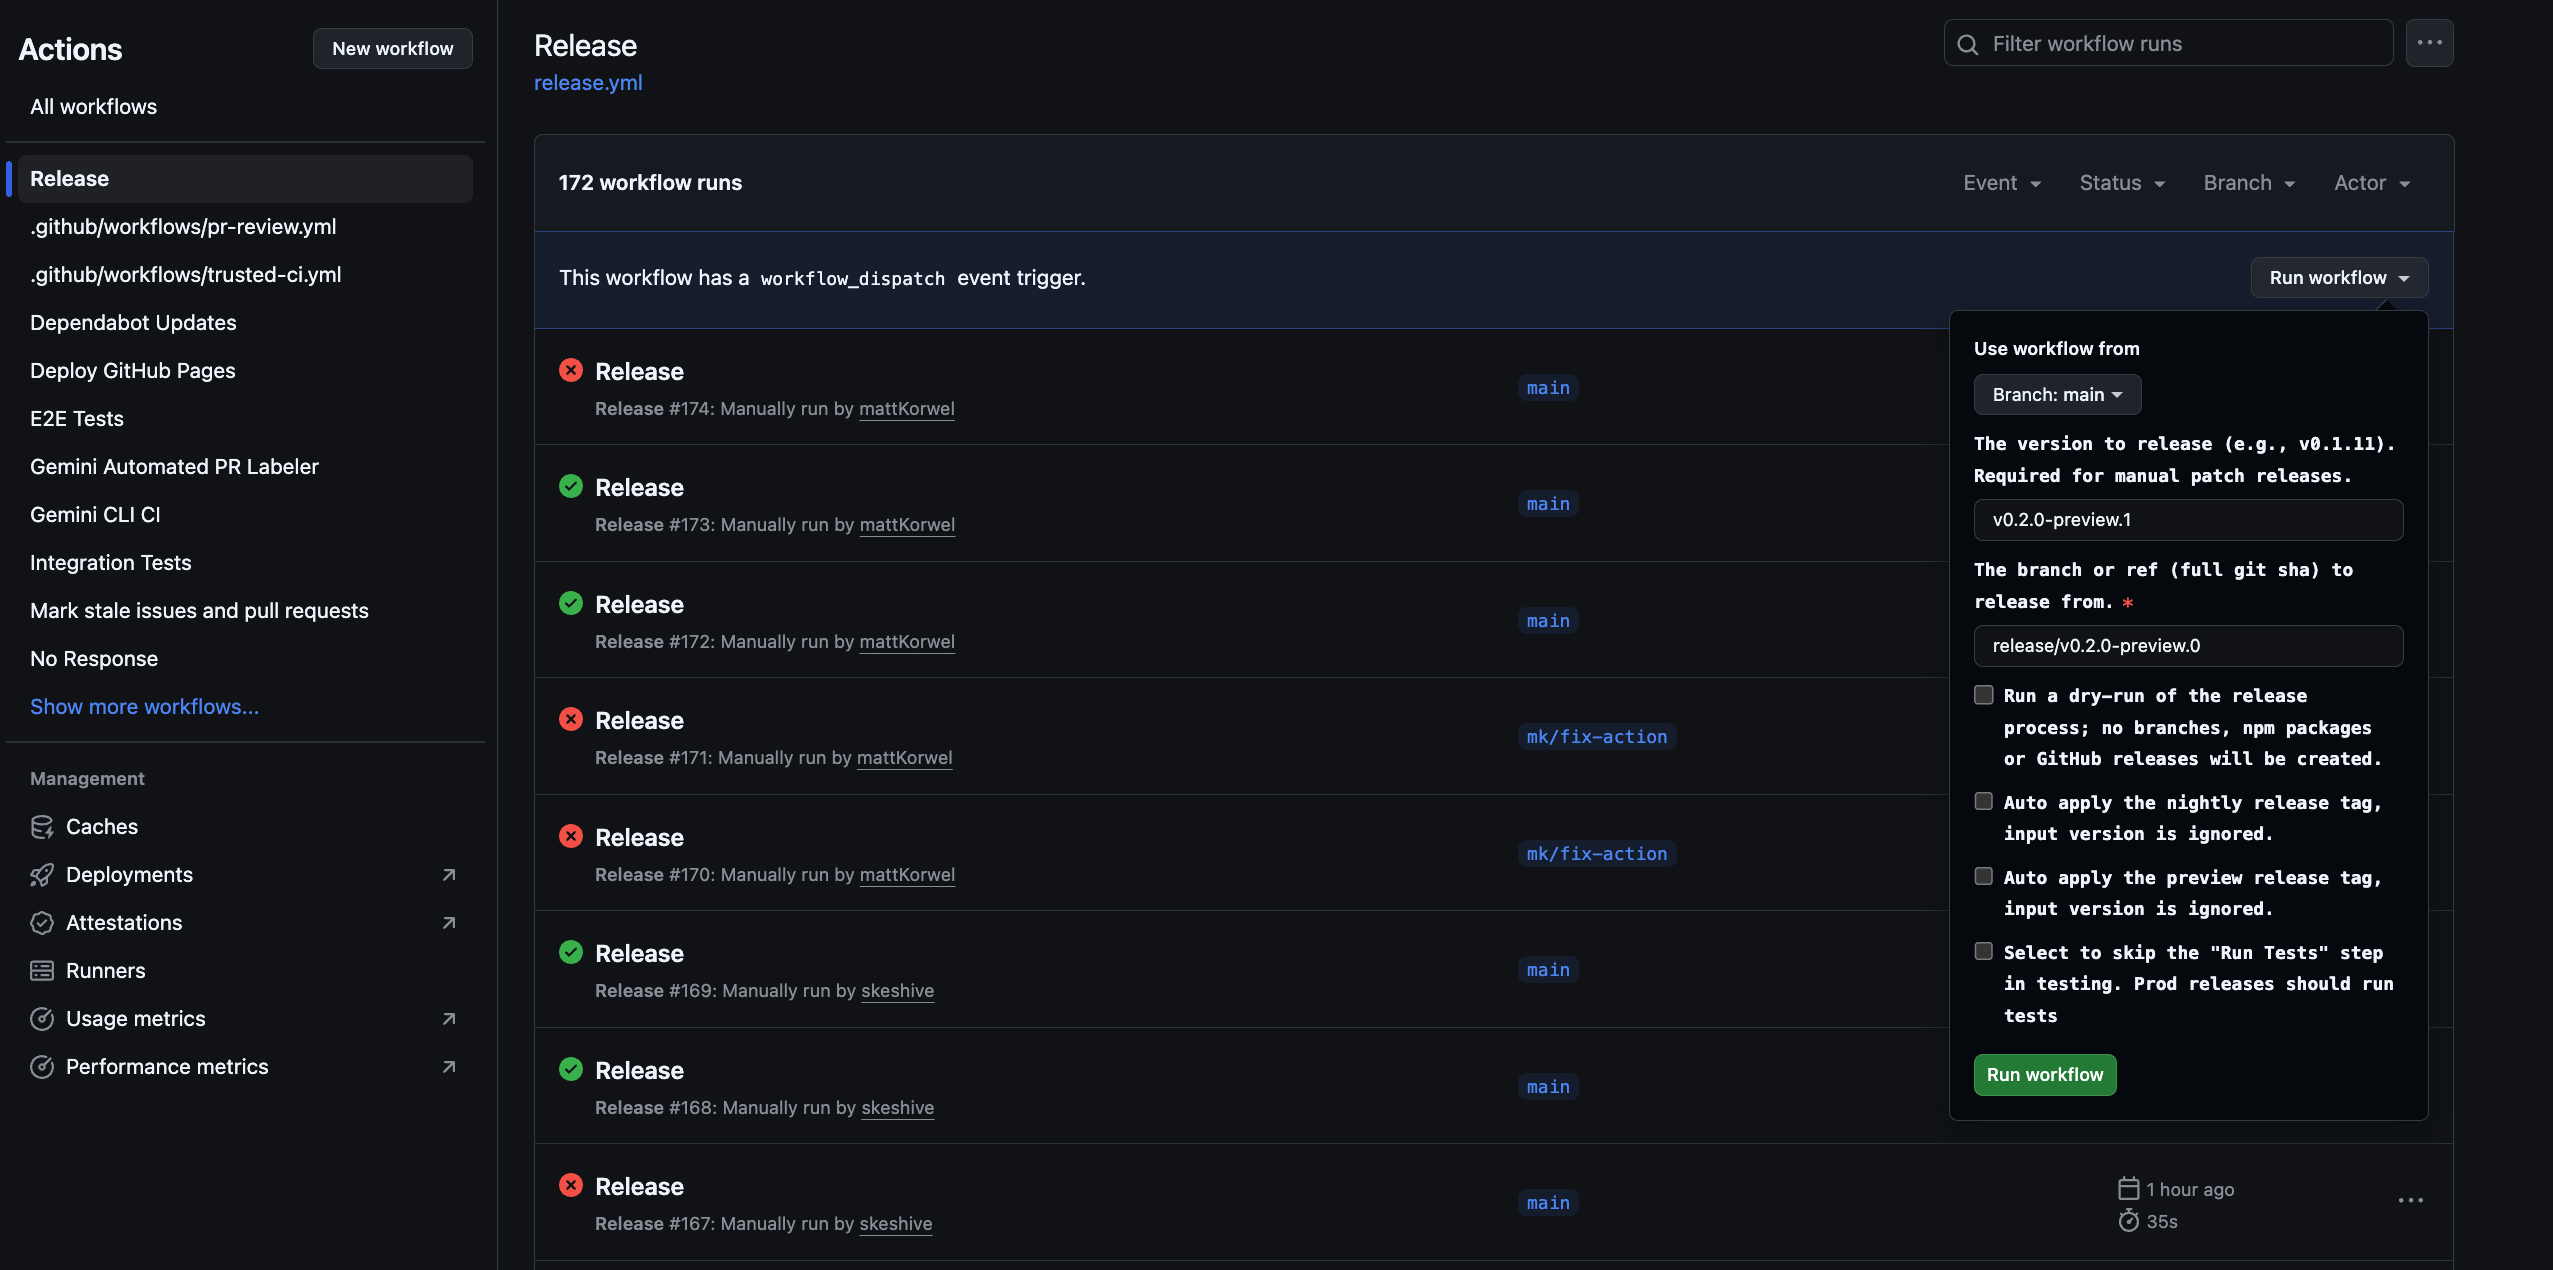 Actions
New workflow
All workflows
Release
.github/workflows/pr-review.yml
.github/workflows/trusted-ci.yml
Dependabot Updates
Deploy GitHub Pages
E2E Tests
Gemini Automated PR Labeler
Gemini CLI CI
Integration Tests
Mark stale issues and pull requests
No Response
Show more workflows...
Management
Caches
Deployments
Attestations
Runners
Usage metrics
Performance metrics
Release
release.yml
Filter workflow runs
172 workflow runs
Event Status Branch Actor
This workflow has a workflow_dispatch event trigger.
Run workflow
Release
Release #174: Manually run by mattKorwel
main
Release
Release #173: Manually run by mattKorwel
main
Release
Release #172: Manually run by mattKorwel
main
Release
Release #171: Manually run by mattKorwel
mk/fix-action
Release
Release #170: Manually run by mattKorwel
mk/fix-action
Release
Release #169: Manually run by skeshive
main
Release
Release #168: Manually run by skeshive
main
Release
Release #167: Manually run by skeshive
main
1 hour ago
35s
Use workflow from
Branch: main
The version to release (e.g., v0.1.11).
Required for manual patch releases.
v0.2.0-preview.1
The branch or ref (full git sha) to
release from. *
release/v0.2.0-preview.0
Run a dry-run of the release
process; no branches, npm packages
or GitHub releases will be created.
Auto apply the nightly release tag,
input version is ignored.
Auto apply the preview release tag,
input version is ignored.
Select to skip the "Run Tests" step
in testing. Prod releases should run
tests
Run workflow